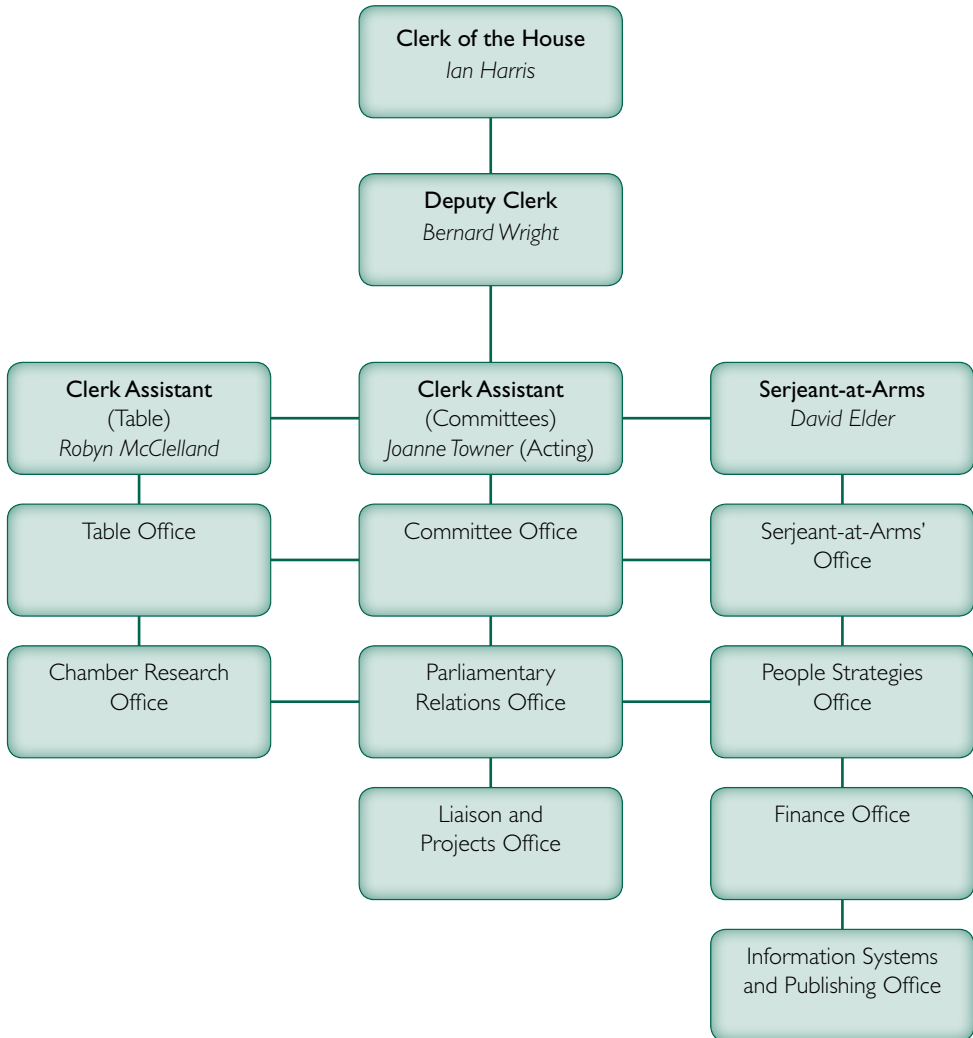 Clerk of the House
Ian Harris
Deputy Clerk
Bernard Wright
Clerk Assistant
(Table)
Robyn McClelland
Clerk Assistant
(Committees)
Joanne Towner (Acting)
Serjeant-at-Arms
David Elder
Table Office
Committee Office
Serjeant-at-Arms'
Office
Chamber Research
Office
Parliamentary
Relations Office
People Strategies
Office
Liaison and
Projects Office
Finance Office
Information Systems
and Publishing Office